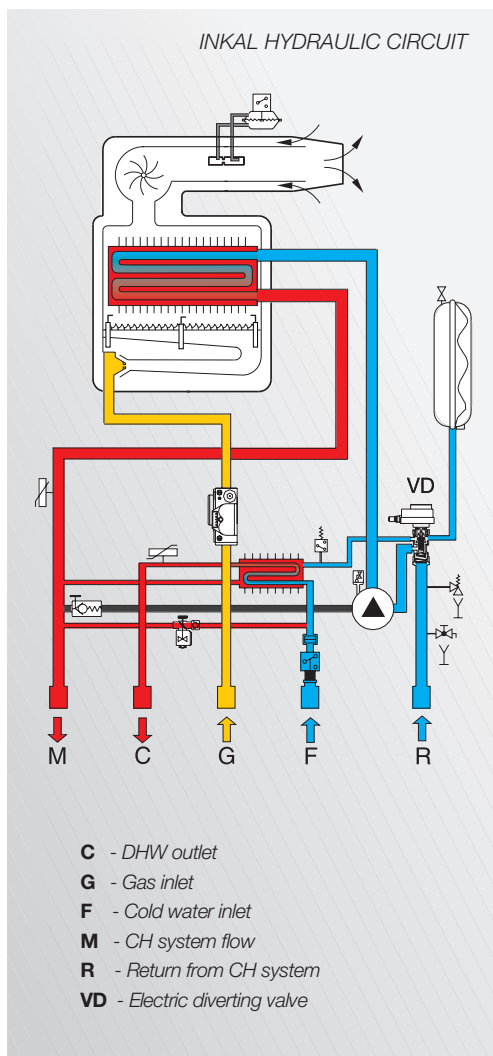 INKAL HYDRAULIC CIRCUIT
VD
M C G F R
C - DHW outlet
G - Gas inlet
F - Cold water inlet
M - CH system flow
R - Return from CH system
VD - Electric diverting valve